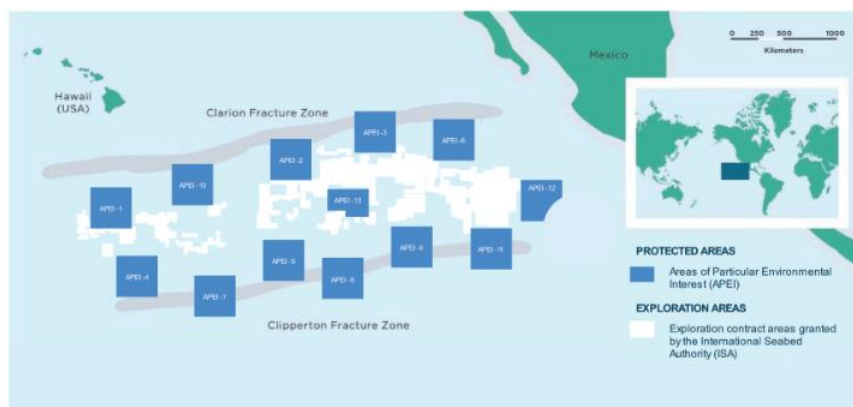 0 250 500 1000
Kilometers
Mexico
Hawaii
(USA)
Clarion Fracture Zone
APEI -3
APEI -2
APEI -10
APEI -12
APEI -13
APEI -1
APEI -9
APEI -11
APEI -5
APEI -4
APEI -7
Clipperton Fracture Zone
PROTECTED AREAS
Areas of Particular Environmental
Interest (APEI)
EXPLORATION AREAS
Exploration contract areas granted
by the International Seabed
Authority (ISA)